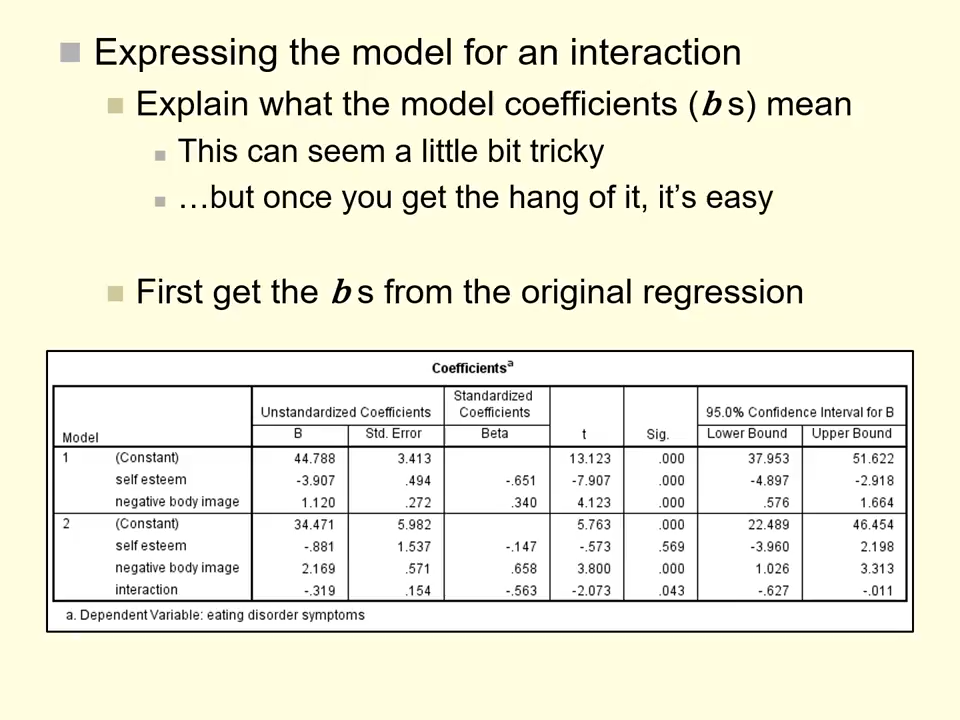 Expressing the model for an interaction
Explain what the model coefficients (b s) mean
This can seem a little bit tricky
…but once you get the hang of it, it’s easy
First get the b s from the original regression
Coefficientsᵃ
Model Unstandardized Coefficients Standardized Coefficients t Sig. 95.0% Confidence Interval for B
B Std. Error Beta Lower Bound Upper Bound
1 (Constant) 44.788 3.413 13.123 .000 37.953 51.622
self esteem -3.907 .494 -.651 -7.907 .000 -4.897 -2.918
negative body image 1.120 .272 .340 4.123 .000 .576 1.664
2 (Constant) 34.471 5.982 5.763 .000 22.489 46.454
self esteem -.881 1.537 -.147 -.573 .569 -3.960 2.198
negative body image 2.169 .571 .658 3.800 .000 1.026 3.313
interaction -.319 .154 -.563 -2.073 .043 -.627 -.011
a. Dependent Variable: eating disorder symptoms